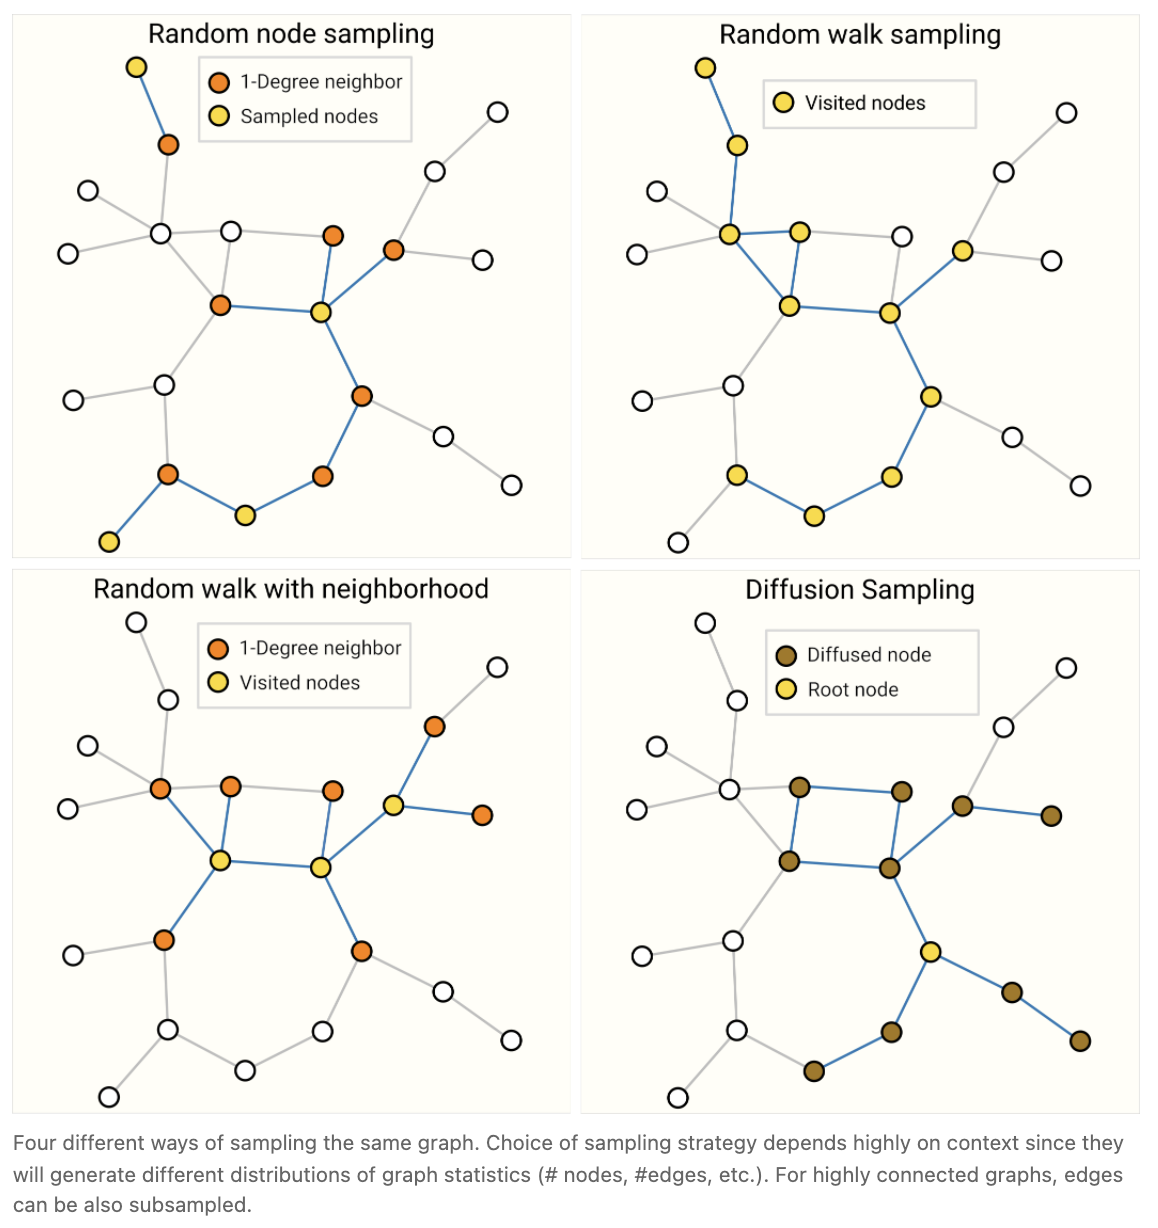 Random node sampling
1-Degree neighbor
Sampled nodes
Random walk sampling
Visited nodes
Random walk with neighborhood
1-Degree neighbor
Visited nodes
Diffusion Sampling
Diffused node
Root node
Four different ways of sampling the same graph. Choice of sampling strategy depends highly on context since they
will generate different distributions of graph statistics (# nodes, #edges, etc.). For highly connected graphs, edges
can be also subsampled.